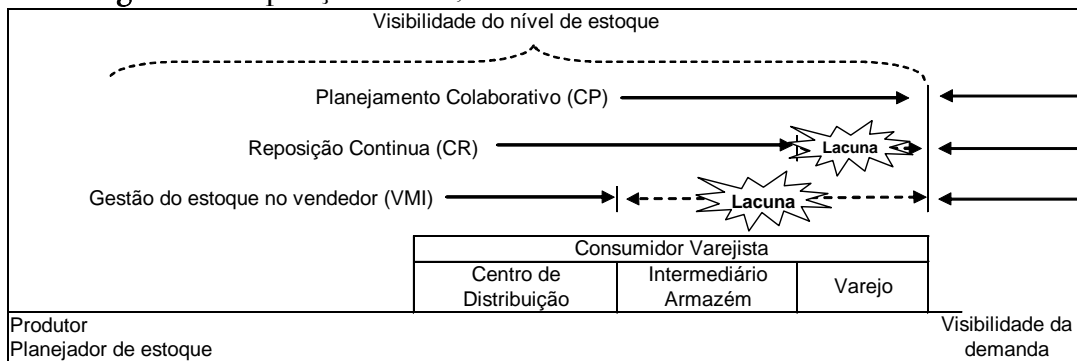 Visibilidade do nível de estoque
Planejamento Colaborativo (CP)
Reposição Continua (CR)
Lacuna
Gestão do estoque no vendedor (VMI)
Lacuna
Consumidor Varejista
Centro de
Distribuição
Intermediário
Armazém
Varejo
Produtor
Planejador de estoque
Visibilidade da
demanda